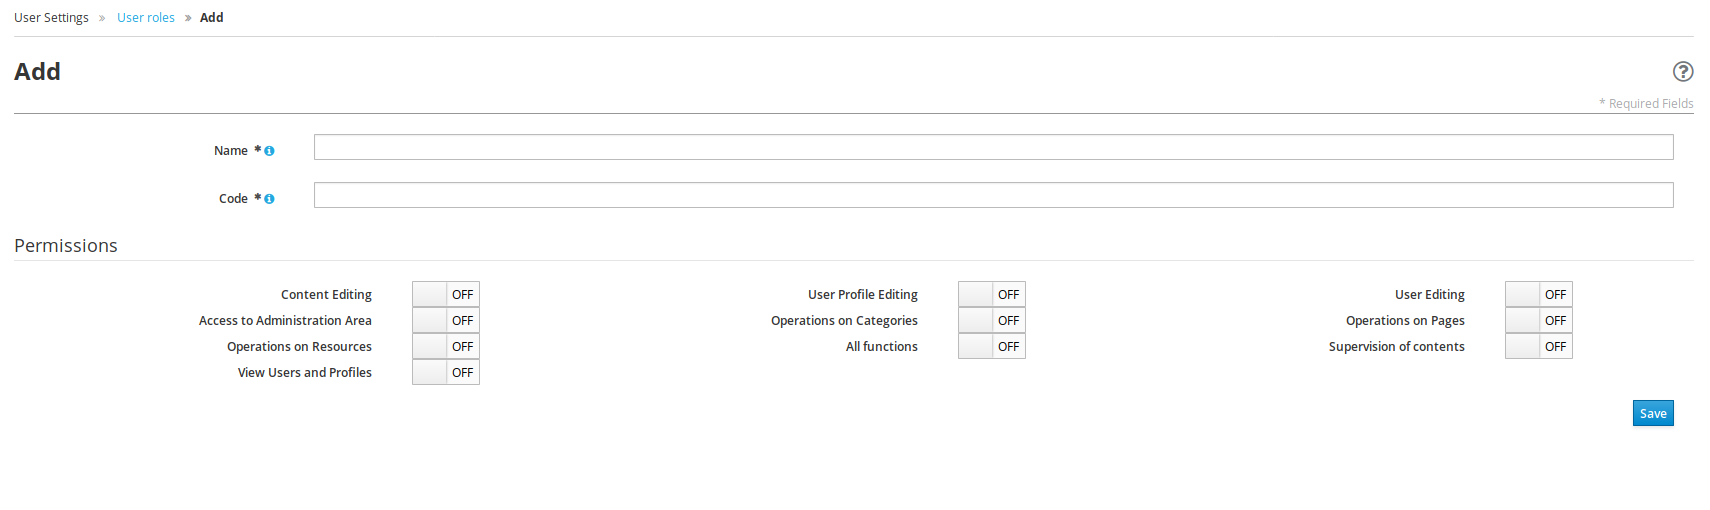 User Settings » User roles » Add
Add
* Required Fields
Name *
Code *
Permissions
Content Editing OFF User Profile Editing OFF User Editing OFF
Access to Administration Area OFF Operations on Categories OFF Operations on Pages OFF
Operations on Resources OFF All functions OFF Supervision of contents OFF
View Users and Profiles OFF
Save